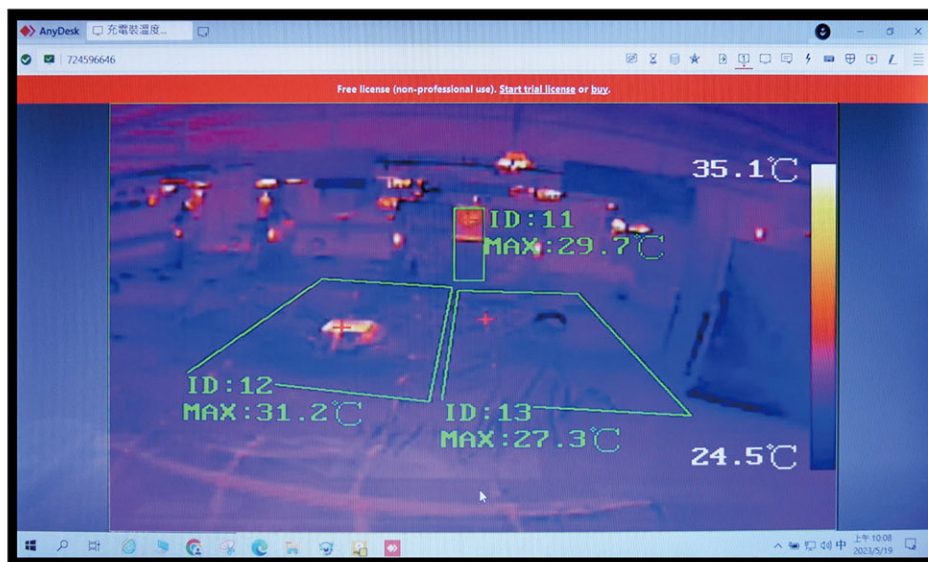 AnyDesk
充電裝溫度...
724596646
Free license (non-professional use). Start trial license or buy.
35.1℃
ID:11
MAX:29.7℃
ID:12
MAX:31.2℃
ID:13
MAX:27.3℃
24.5℃
中
上午 10:08
2023/5/19